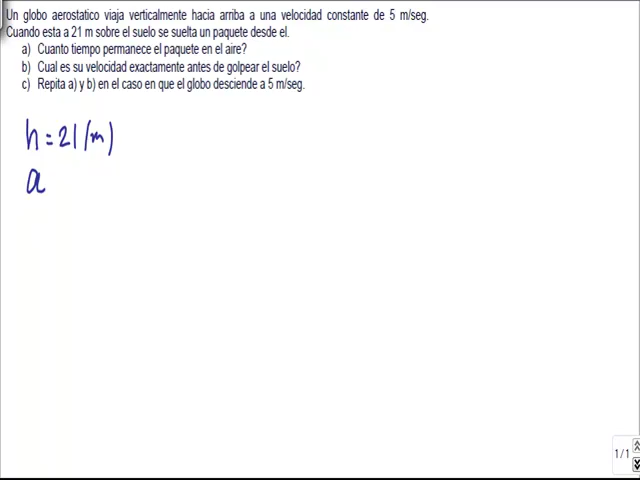 Un globo aerostatico viaja verticalmente hacia arriba a una velocidad constante de 5 m/seg.
Cuando esta a 21 m sobre el suelo se suelta un paquete desde el.
a) Cuanto tiempo permanece el paquete en el aire?
b) Cual es su velocidad exactamente antes de golpear el suelo?
c) Repita a) y b) en el caso en que el globo desciende a 5 m/seg.
h = 21 (m)
a
1/1